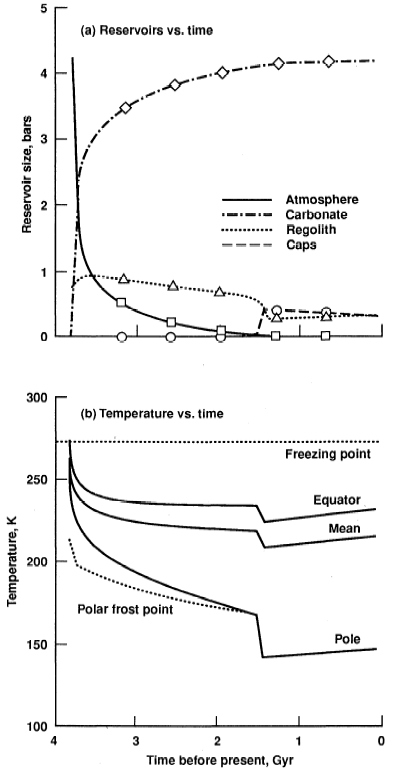 (a) Reservoirs vs. time
Reservoir size, bars
5
4
3
2
1
0
Atmosphere
Carbonate
Regolith
Caps
(b) Temperature vs. time
Temperature, K
300
250
200
150
100
Freezing point
Equator
Mean
Polar frost point
Pole
4
3
2
1
0
Time before present, Gyr